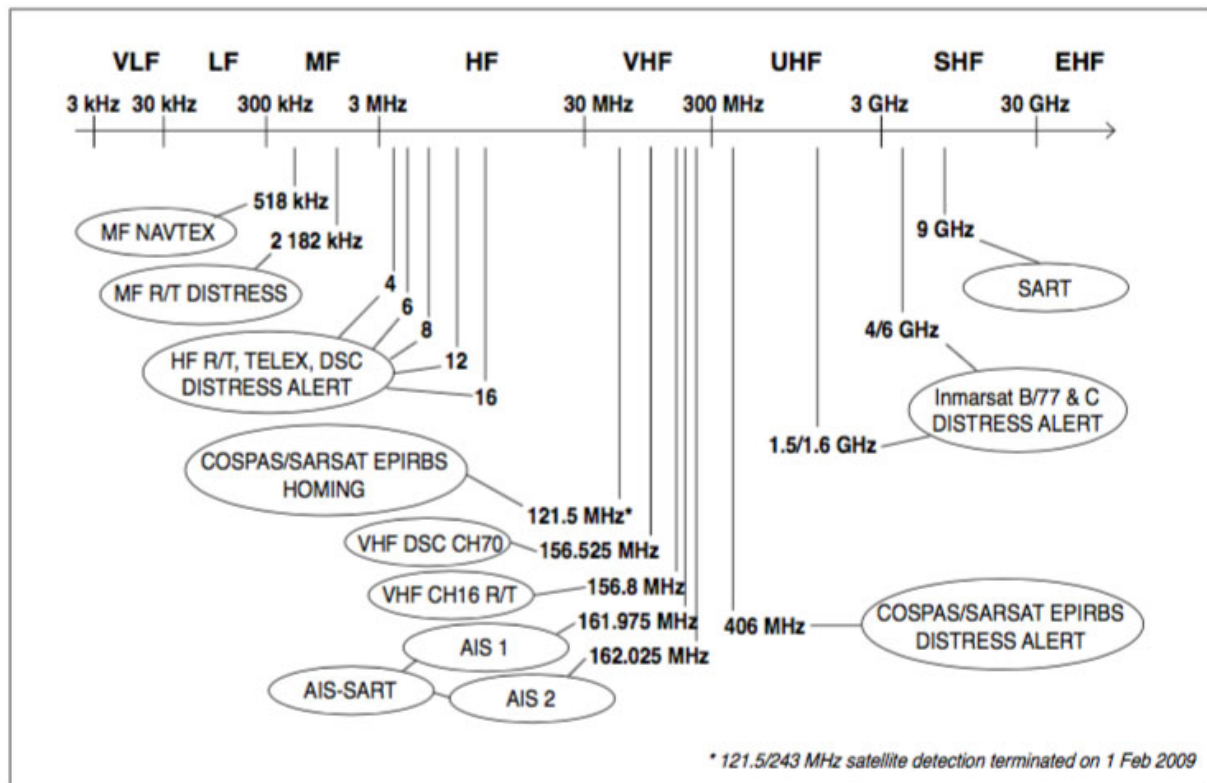 VLF LF MF HF VHF UHF SHF EHF
3 kHz 30 kHz 300 kHz 3 MHz 30 MHz 300 MHz 3 GHz 30 GHz
518 kHz
MF NAVTEX
2 182 kHz
9 GHz
MF R/T DISTRESS
SART
4
6
8
4/6 GHz
12
16
HF R/T, TELEX, DSC
DISTRESS ALERT
Inmarsat B/77 & C
DISTRESS ALERT
1.5/1.6 GHz
COSPAS/SARSAT EPIRBS
HOMING
121.5 MHz*
VHF DSC CH70
156.525 MHz
VHF CH16 R/T
156.8 MHz
161.975 MHz
406 MHz
COSPAS/SARSAT EPIRBS
DISTRESS ALERT
AIS 1
162.025 MHz
AIS-SART
AIS 2
* 121.5/243 MHz satellite detection terminated on 1 Feb 2009